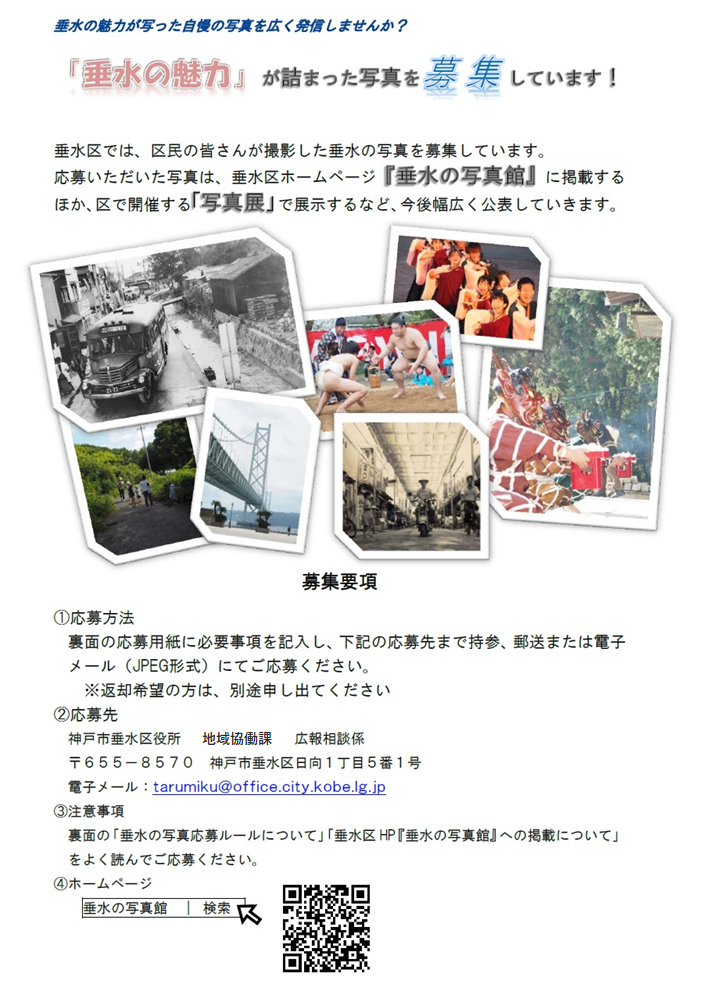 垂水の魅力が写った自慢の写真を広く発信しませんか？
「垂水の魅力」が詰まった写真を募集しています！
垂水区では、区民の皆さんが撮影した垂水の写真を募集しています。
応募いただいた写真は、垂水区ホームページ『垂水の写真館』に掲載する
ほか、区で開催する「写真展」で展示するなど、今後幅広く公表していきます。
募集要項
①応募方法
裏面の応募用紙に必要事項を記入し、下記の応募先まで持参、郵送または電子
メール（JPEG形式）にてご応募ください。
※返却希望の方は、別途申し出てください
②応募先
神戸市垂水区役所　地域協働課　広報相談係
〒６５５－８５７０　神戸市垂水区日向１丁目５番１号
電子メール：tarumiku@office.city.kobe.lg.jp
③注意事項
裏面の「垂水の写真応募ルールについて」「垂水区HP『垂水の写真館』への掲載について」
をよく読んでご応募ください。
④ホームページ
垂水の写真館　｜　検索